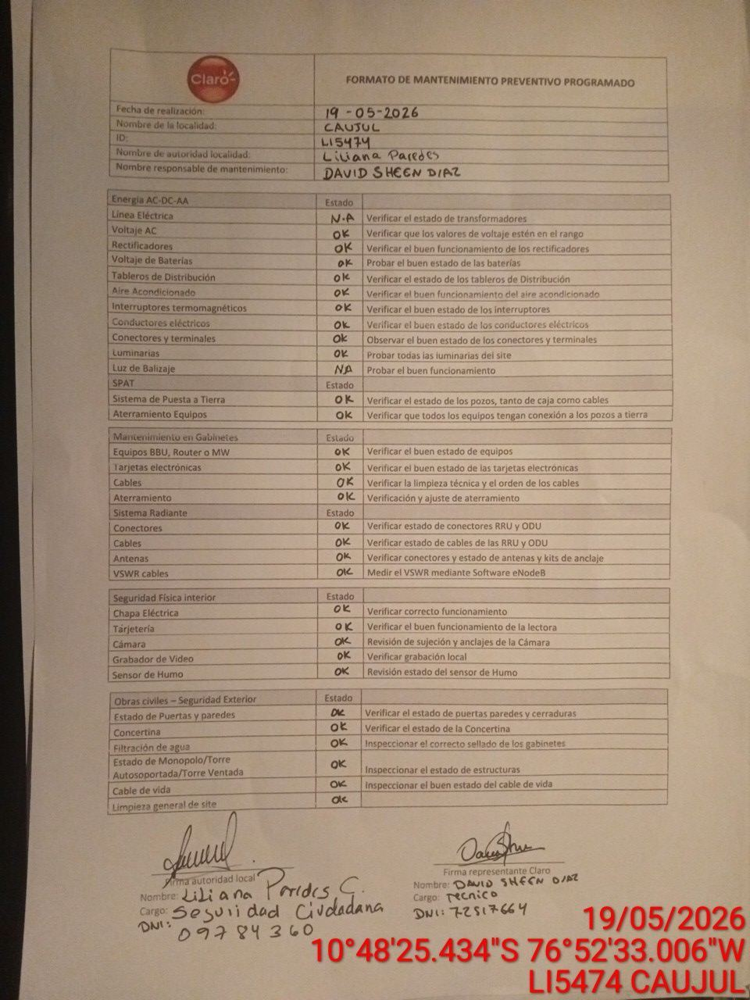 Claro
FORMATO DE MANTENIMIENTO PREVENTIVO PROGRAMADO
Fecha de realización: 19-05-2026
Nombre de la localidad: CAUJUL
ID: LI5474
Nombre de autoridad localidad: Liliana Paredes
Nombre responsable de mantenimiento: DAVID SHEEN DIAZ
Energía AC-DC-AA Estado
Línea Eléctrica N.A Verificar el estado de transformadores
Voltaje AC OK Verificar que los valores de voltaje estén en el rango
Rectificadores OK Verificar el buen funcionamiento de los rectificadores
Voltaje de Baterías OK Probar el buen estado de las baterías
Tableros de Distribución OK Verificar el estado de los tableros de Distribución
Aire Acondicionado OK Verificar el buen funcionamiento del aire acondicionado
Interruptores termomagnéticos OK Verificar el buen estado de los interruptores
Conductores eléctricos OK Verificar el buen estado de los conductores eléctricos
Conectores y terminales OK Observar el buen estado de los conectores y terminales
Luminarias OK Probar todas las luminarias del site
Luz de Balizaje NA Probar el buen funcionamiento
SPAT Estado
Sistema de Puesta a Tierra OK Verificar el estado de los pozos, tanto de caja como cables
Aterramiento Equipos OK Verificar que todos los equipos tengan conexión a los pozos a tierra
Mantenimiento en Gabinetes Estado
Equipos BBU, Router o MW OK Verificar el buen estado de equipos
Tarjetas electrónicas OK Verificar el buen estado de las tarjetas electrónicas
Cables OK Verificar la limpieza técnica y el orden de los cables
Aterramiento OK Verificación y ajuste de aterramiento
Sistema Radiante Estado
Conectores OK Verificar estado de conectores RRU y ODU
Cables OK Verificar estado de cables de las RRU y ODU
Antenas OK Verificar conectores y estado de antenas y kits de anclaje
VSWR cables OK Medir el VSWR mediante Software eNodeB
Seguridad Física interior Estado
Chapa Eléctrica OK Verificar correcto funcionamiento
Tarjetería OK Verificar el buen funcionamiento de la lectora
Cámara OK Revisión de sujeción y anclajes de la Cámara
Grabador de Video OK Verificar grabación local
Sensor de Humo OK Revisión estado del sensor de Humo
Obras civiles – Seguridad Exterior Estado
Estado de Puertas y paredes OK Verificar el estado de puertas paredes y cerraduras
Concertina OK Verificar el estado de la Concertina
Filtración de agua OK Inspeccionar el correcto sellado de los gabinetes
Estado de Monopolo/Torre
Autosoportada/Torre Ventada OK Inspeccionar el estado de estructuras
Cable de vida OK Inspeccionar el buen estado del cable de vida
Limpieza general de site OK
Firma autoridad local
Nombre: Liliana Paredes C.
Cargo: Seguridad Ciudadana
DNI: 09784360
Firma representante Claro
Nombre: DAVID SHEEN DIAZ
Cargo: Tecnico
DNI: 72517664
19/05/2026
10°48'25.434"S 76°52'33.006"W
LI5474 CAUJUL